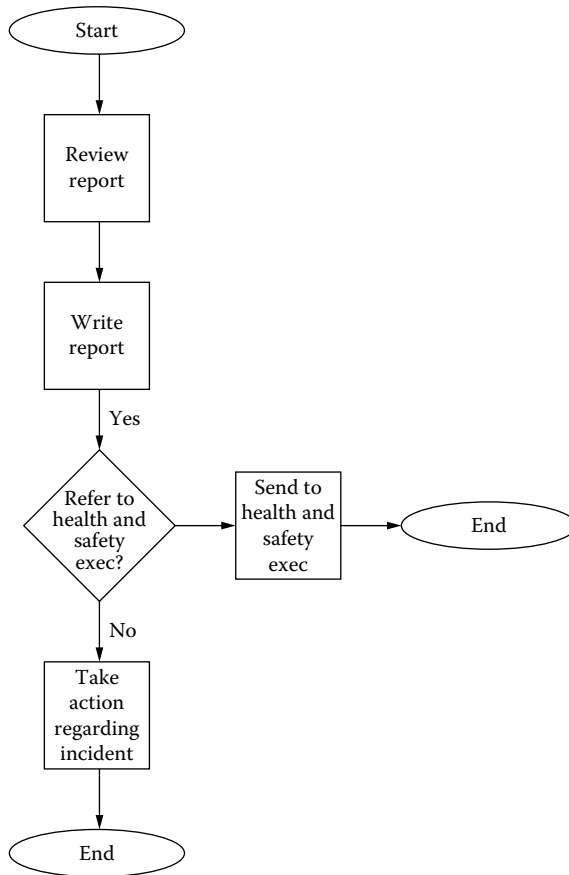 Start
Review
report
Write
report
Yes
Refer to
health and
safety
exec?
Send to
health and
safety
exec
End
No
Take
action
regarding
incident
End